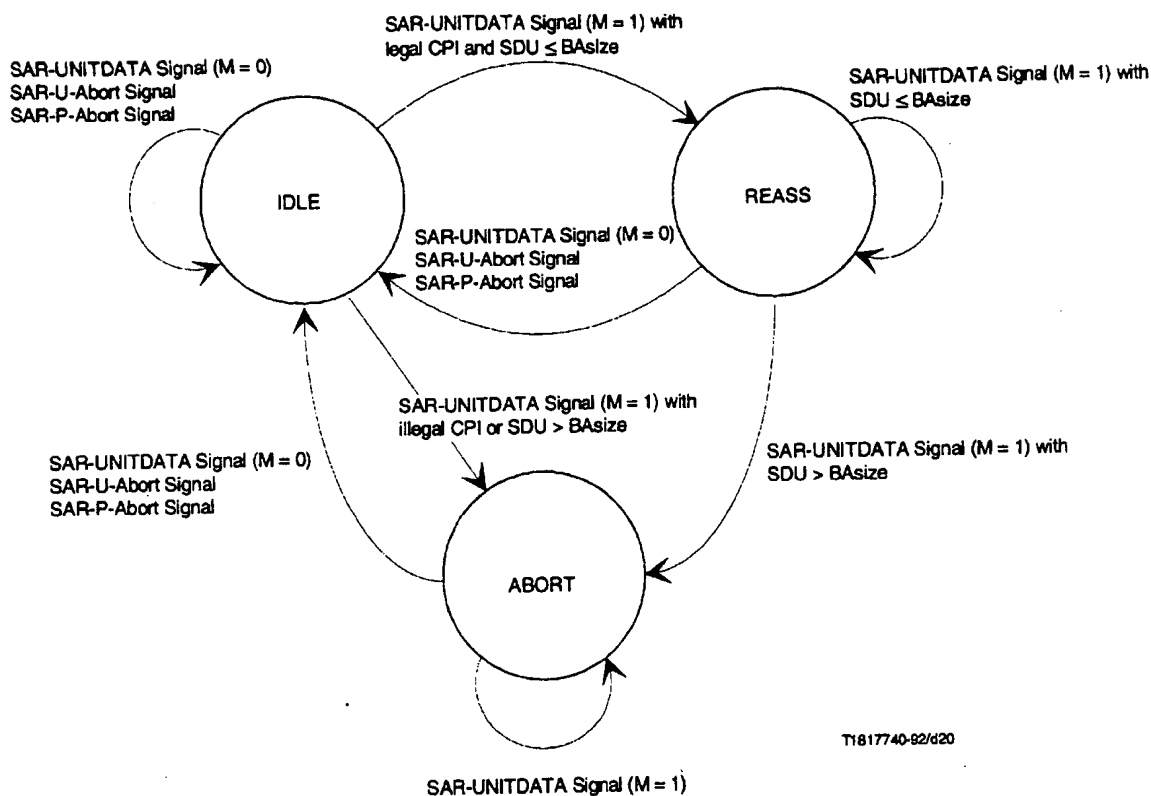 SAR-UNITDATA Signal (M = 1) with
legal CPI and SDU ≤ BAsize
SAR-UNITDATA Signal (M = 0)
SAR-U-Abort Signal
SAR-P-Abort Signal
SAR-UNITDATA Signal (M = 1) with
SDU ≤ BAsize
IDLE
REASS
SAR-UNITDATA Signal (M = 0)
SAR-U-Abort Signal
SAR-P-Abort Signal
SAR-UNITDATA Signal (M = 1) with
illegal CPI or SDU > BAsize
SAR-UNITDATA Signal (M = 1) with
SDU > BAsize
SAR-UNITDATA Signal (M = 0)
SAR-U-Abort Signal
SAR-P-Abort Signal
ABORT
T1817740-92/d20
SAR-UNITDATA Signal (M = 1)